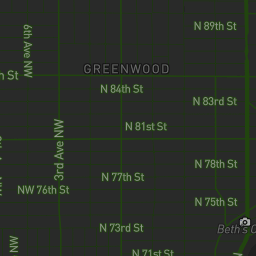 N 89th St
6th Ave NW
GREENWOOD
h St
N 84th St
N 83rd St
N 81st St
3rd Ave NW
N 78th St
N 77th St
NW 76th St
N 75th St
N 73rd St
Beth's C
NW
N 71st St